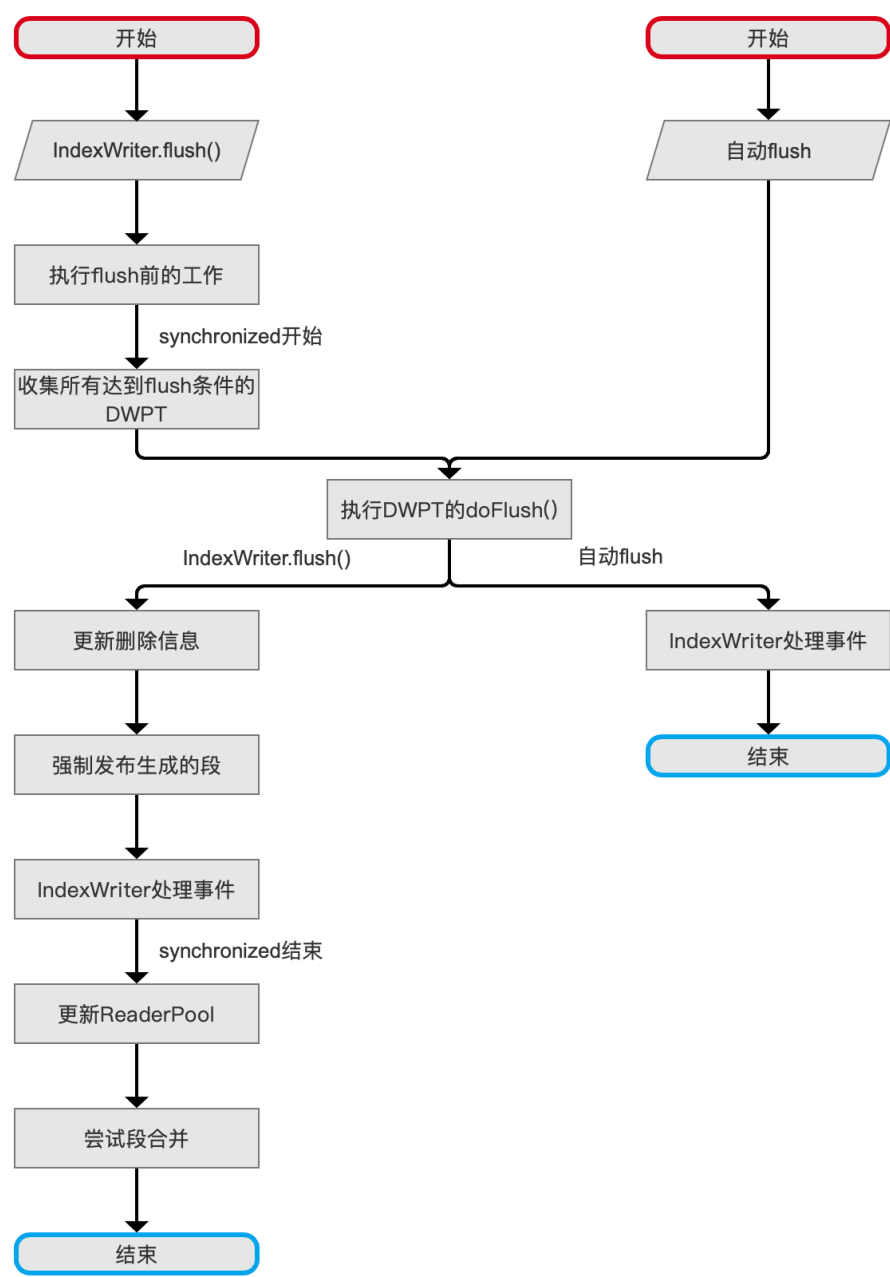 开始
开始
IndexWriter.flush()
自动flush
执行flush前的工作
synchronized开始
收集所有达到flush条件的
DWPT
执行DWPT的doFlush()
IndexWriter.flush()
自动flush
更新删除信息
IndexWriter处理事件
强制发布生成的段
结束
IndexWriter处理事件
synchronized结束
更新ReaderPool
尝试段合并
结束